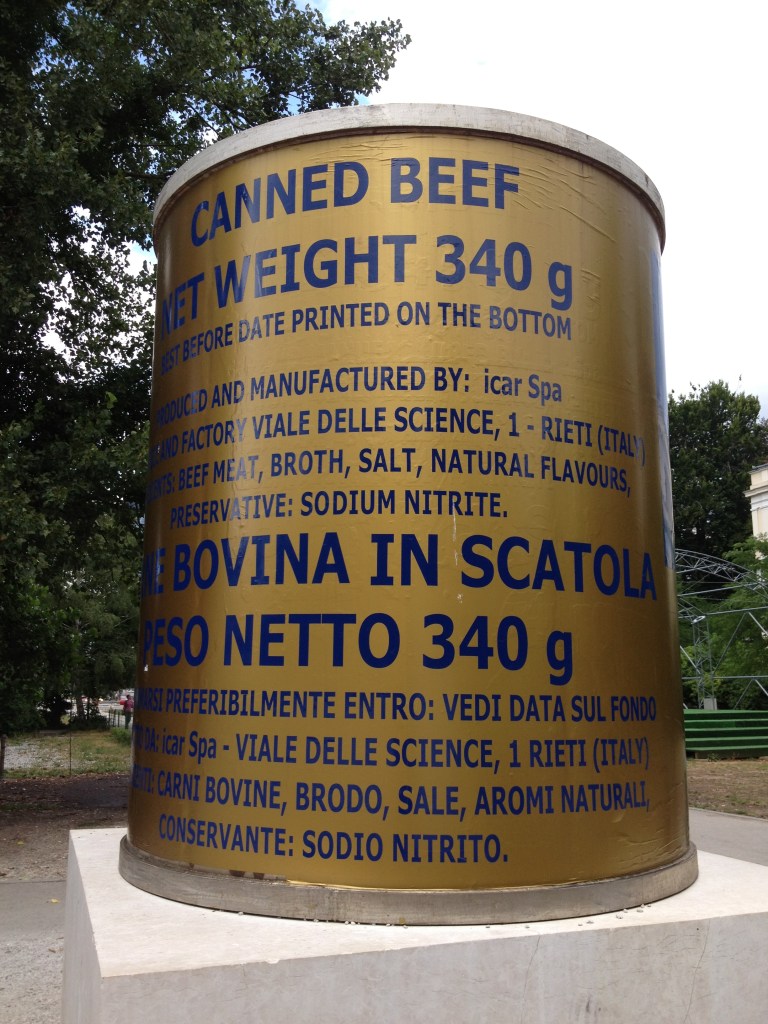 CANNED BEEF
NET WEIGHT 340 g
BEST BEFORE DATE PRINTED ON THE BOTTOM
PRODUCED AND MANUFACTURED BY: icar Spa
AND FACTORY VIALE DELLE SCIENCE, 1 - RIETI (ITALY)
BEEF MEAT, BROTH, SALT, NATURAL FLAVOURS,
PRESERVATIVE: SODIUM NITRITE.
BOVINA IN SCATOLA
PESO NETTO 340 g
PREFERIBILMENTE ENTRO: VEDI DATA SUL FONDO
DA: icar Spa - VIALE DELLE SCIENCE, 1 RIETI (ITALY)
CARNI BOVINE, BRODO, SALE, AROMI NATURALI,
CONSERVANTE: SODIO NITRITO.